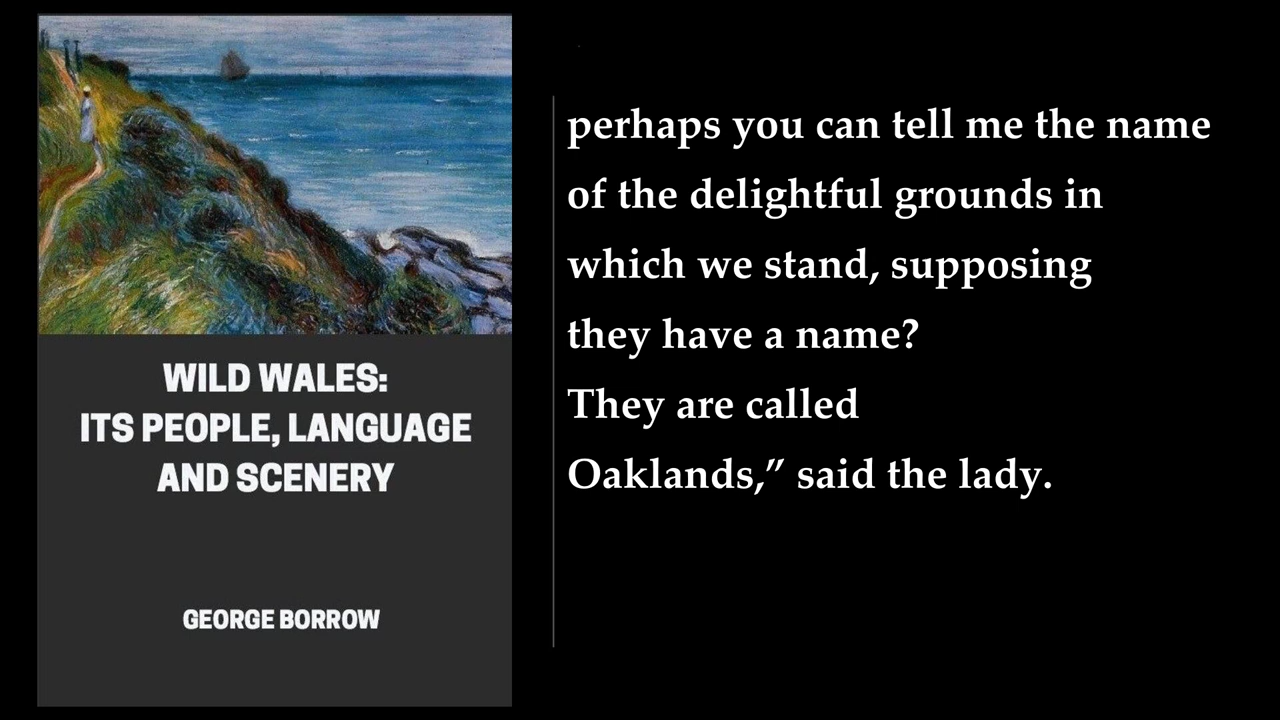 WILD WALES:
ITS PEOPLE, LANGUAGE
AND SCENERY
GEORGE BORROW
perhaps you can tell me the name
of the delightful grounds in
which we stand, supposing
they have a name?
They are called
Oaklands,” said the lady.